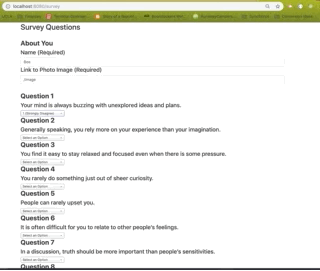 localhost:8080/survey
Survey Questions
About You
Name (Required)
Link to Photo Image (Required)
Question 1
Your mind is always buzzing with unexplored ideas and plans.
1 (Strongly Disagree)
Question 2
Generally speaking, you rely more on your experience than your imagination.
Select an Option
Question 3
You find it easy to stay relaxed and focused even when there is some pressure.
Select an Option
Question 4
You rarely do something just out of sheer curiosity.
Select an Option
Question 5
People can rarely upset you.
Select an Option
Question 6
It is often difficult for you to relate to other people's feelings.
Select an Option
Question 7
In a discussion, truth should be more important than people's sensitivities.
Select an Option
Question 8